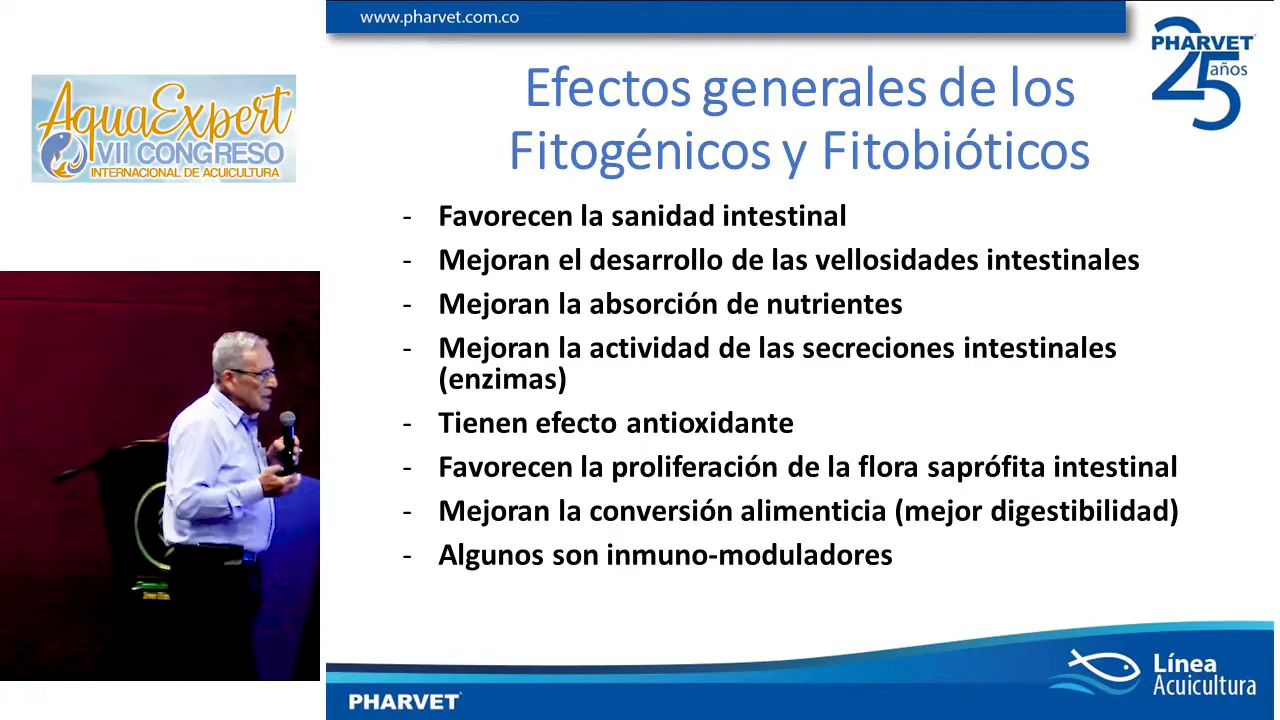 www.pharvet.com.co
PHARVET
25
años
AquaExpert
VII CONGRESO
INTERNACIONAL DE ACUICULTURA
Efectos generales de los
Fitogénicos y Fitobióticos
- Favorecen la sanidad intestinal
- Mejoran el desarrollo de las vellosidades intestinales
- Mejoran la absorción de nutrientes
- Mejoran la actividad de las secreciones intestinales
(enzimas)
- Tienen efecto antioxidante
- Favorecen la proliferación de la flora saprófita intestinal
- Mejoran la conversión alimenticia (mejor digestibilidad)
- Algunos son inmuno-moduladores
PHARVET
Línea
Acuicultura